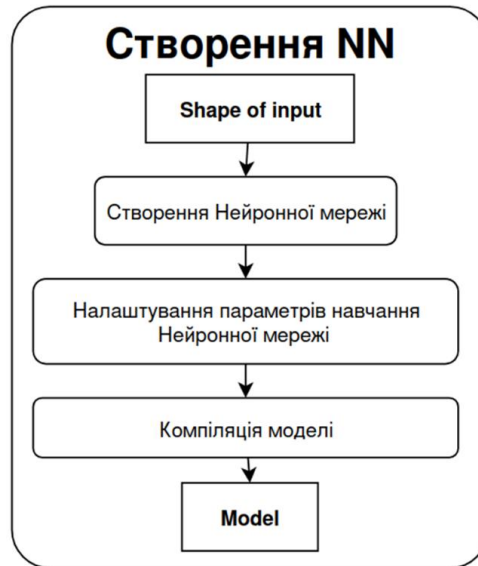 Створення NN
Shape of input
Створення Нейронної мережі
Налаштування параметрів навчання
Нейронної мережі
Компіляція моделі
Model